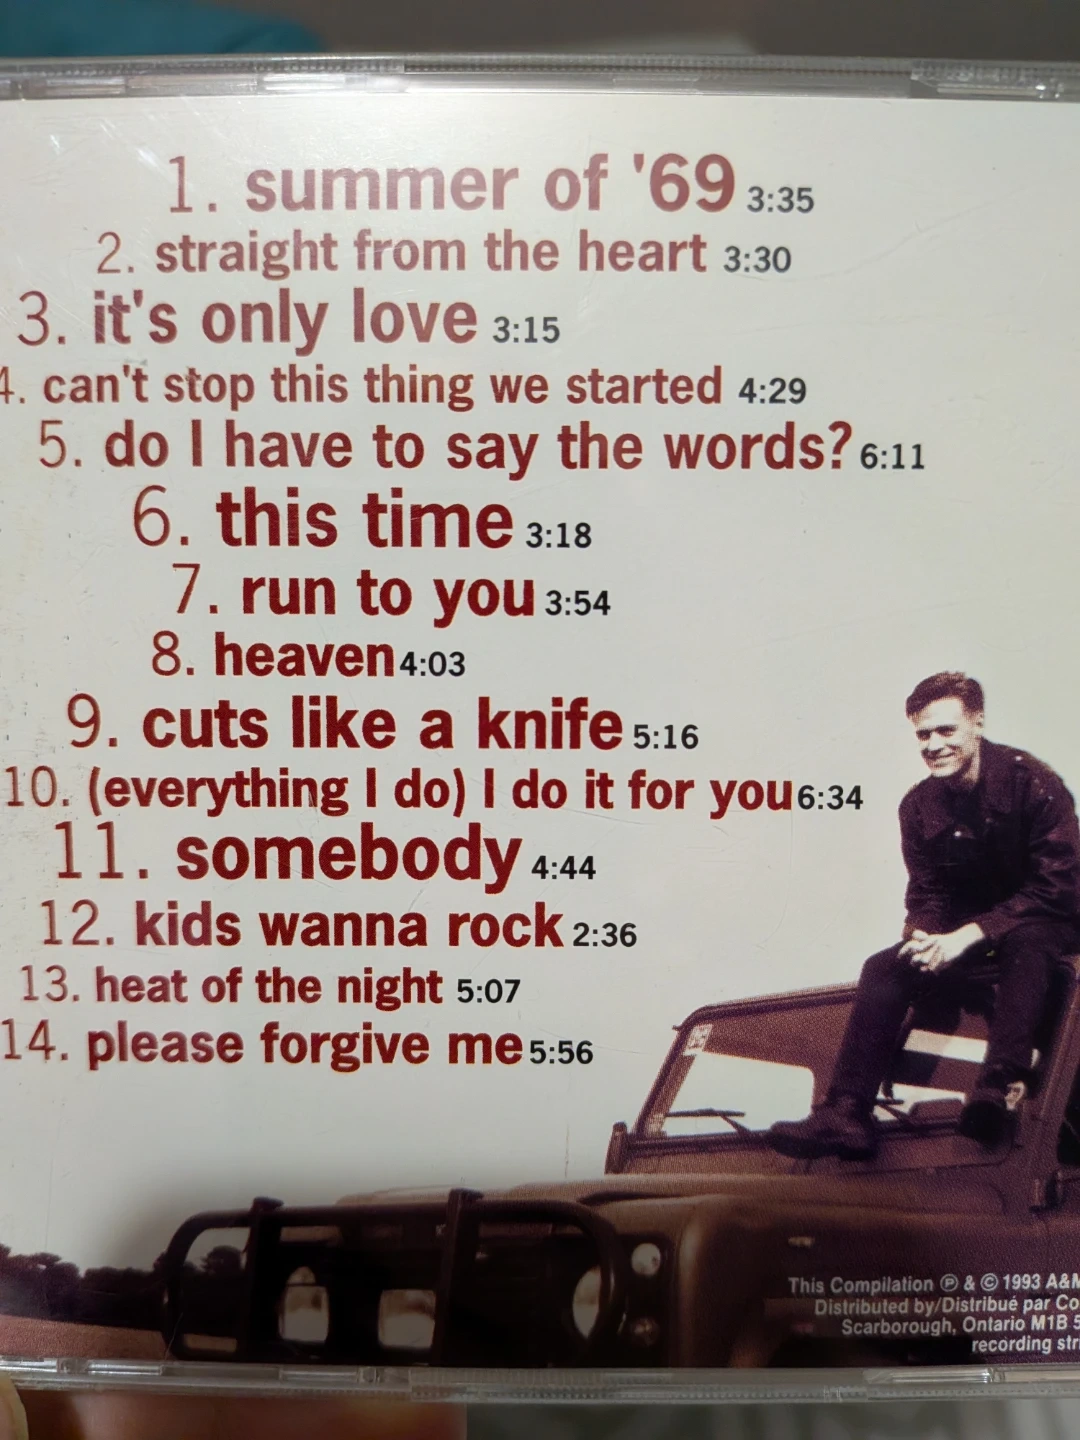 1. summer of '69 3:35
2. straight from the heart 3:30
3. it's only love 3:15
4. can't stop this thing we started 4:29
5. do I have to say the words? 6:11
6. this time 3:18
7. run to you 3:54
8. heaven 4:03
9. cuts like a knife 5:16
10. (everything I do) I do it for you 6:34
11. somebody 4:44
12. kids wanna rock 2:36
13. heat of the night 5:07
14. please forgive me 5:56
This Compilation ℗ & © 1993 A&M
Distributed by/Distribué par
Scarborough, Ontario M1B
recording